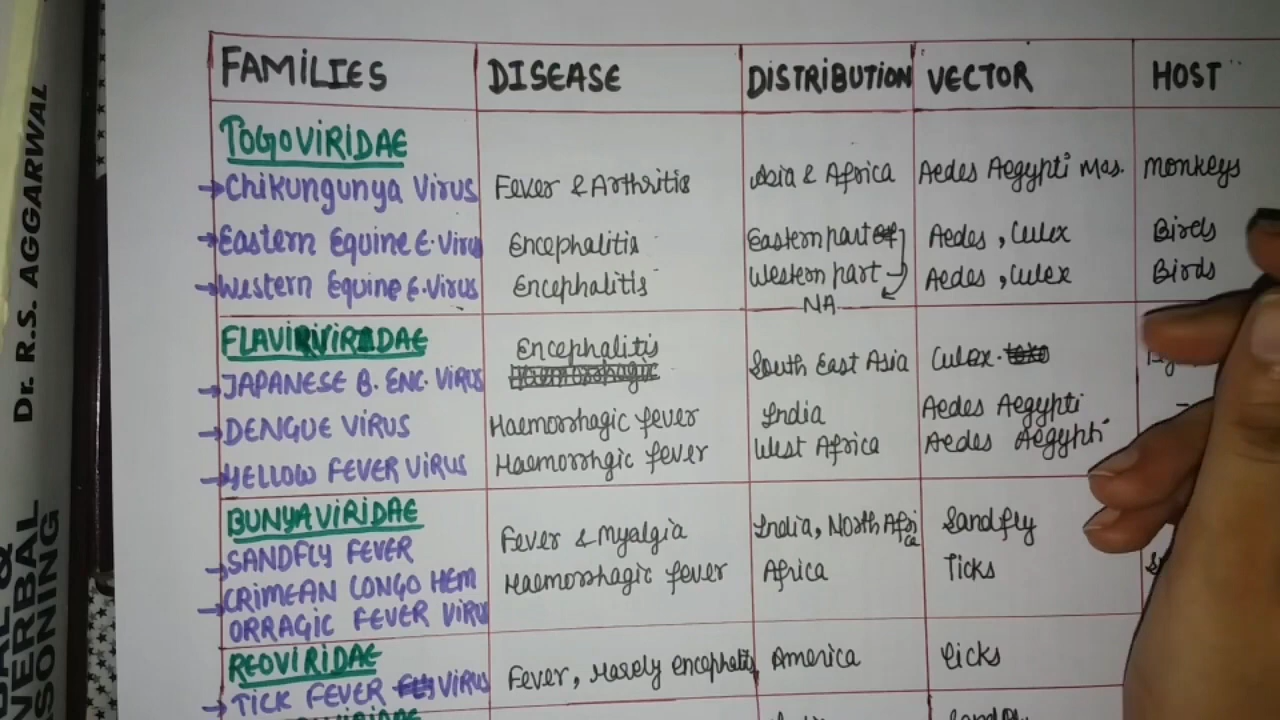 FAMILIES DISEASE DISTRIBUTION VECTOR HOST
TOGOVIRIDAE
→Chikungunya Virus Fever & Arthritis Asia & Africa Aedes Aegypti Mas. Monkeys
→Eastern Equine E.Virus Encephalitis Eastern part Aedes, Culex Birds
→Western Equine E.Virus Encephalitis Western part Aedes, Culex Birds
NA
FLAVIRIVIRIDAE Encephalitis
→JAPANESE B. ENC. VIRUS South East Asia Culex
→DENGUE VIRUS Haemorrhagic fever India Aedes Aegypti
→YELLOW FEVER VIRUS Haemorrhgic fever West Africa Aedes Aegypti
BUNYAVIRIDAE
→SANDFLY FEVER Fever & Myalgia India, North Africa Sandfly
→CRIMEAN CONGO HEM Haemorrhagic fever Africa Ticks
ORRAGIC FEVER VIRUS
REOVIRIDAE
→TICK FEVER VIRUS Fever, rarely encephalitis America Ticks
Dr. R.S. AGGARWAL
VERBAL